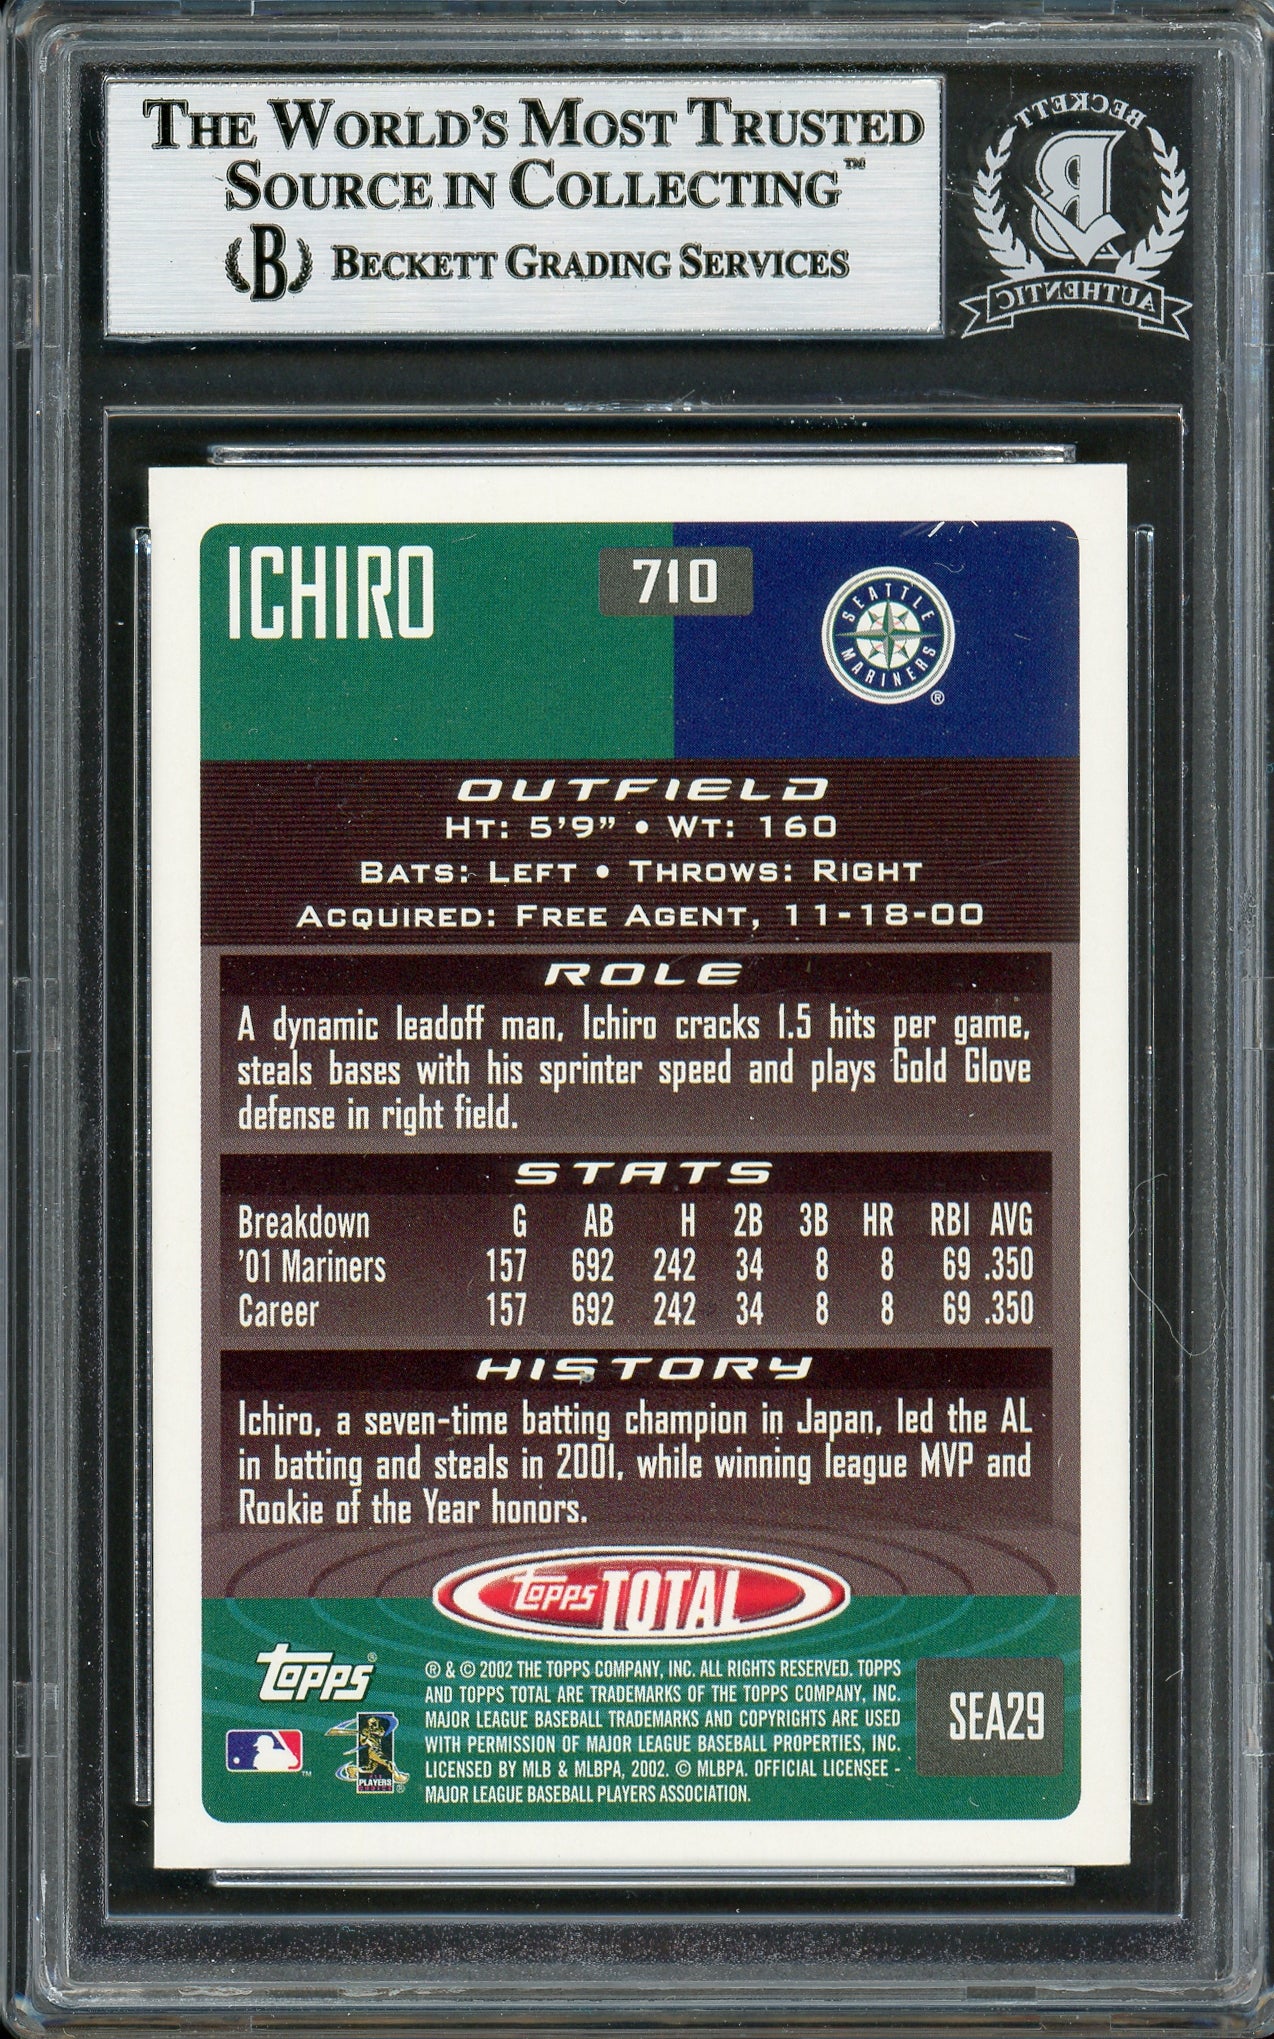 THE WORLD'S MOST TRUSTED
SOURCE IN COLLECTING™
B BECKETT GRADING SERVICES
BECKETT
B
AUTHENTIC
ICHIRO
710
SEATTLE
MARINERS
®
OUTFIELD
HT: 5'9" • WT: 160
BATS: LEFT • THROWS: RIGHT
ACQUIRED: FREE AGENT, 11-18-00
ROLE
A dynamic leadoff man, Ichiro cracks 1.5 hits per game,
steals bases with his sprinter speed and plays Gold Glove
defense in right field.
STATS
Breakdown G AB H 2B 3B HR RBI AVG
'01 Mariners 157 692 242 34 8 8 69 .350
Career 157 692 242 34 8 8 69 .350
HISTORY
Ichiro, a seven-time batting champion in Japan, led the AL
in batting and steals in 2001, while winning league MVP and
Rookie of the Year honors.
topps TOTAL
topps®
® & © 2002 THE TOPPS COMPANY, INC. ALL RIGHTS RESERVED. TOPPS
AND TOPPS TOTAL ARE TRADEMARKS OF THE TOPPS COMPANY, INC.
MAJOR LEAGUE BASEBALL TRADEMARKS AND COPYRIGHTS ARE USED
WITH PERMISSION OF MAJOR LEAGUE BASEBALL PROPERTIES, INC.
LICENSED BY MLB & MLBPA, 2002. © MLBPA. OFFICIAL LICENSEE -
MAJOR LEAGUE BASEBALL PLAYERS ASSOCIATION.
SEA29
™
PLAYERS
CHOICE
®